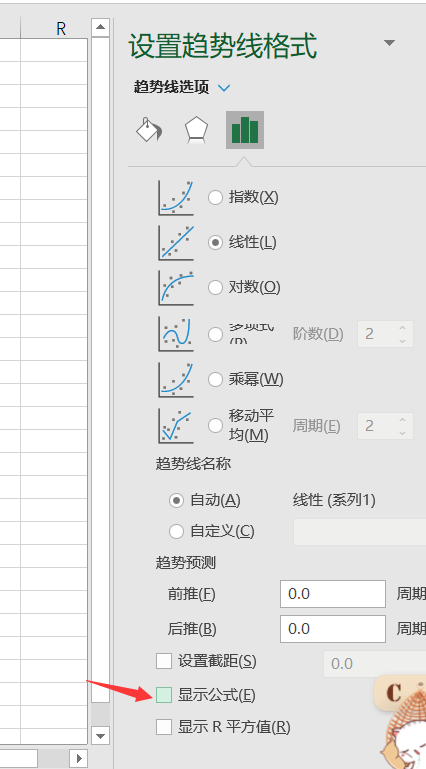 R
设置趋势线格式
趋势线选项
指数(X)
线性(L)
对数(O)
多项式
(P)
阶数(D)
2
乘幂(W)
移动平
均(M)
周期(E)
2
趋势线名称
自动(A)
线性 (系列1)
自定义(C)
趋势预测
前推(F)
0.0
周期
后推(B)
0.0
周期
设置截距(S)
0.0
显示公式(E)
C
显示 R 平方值(R)